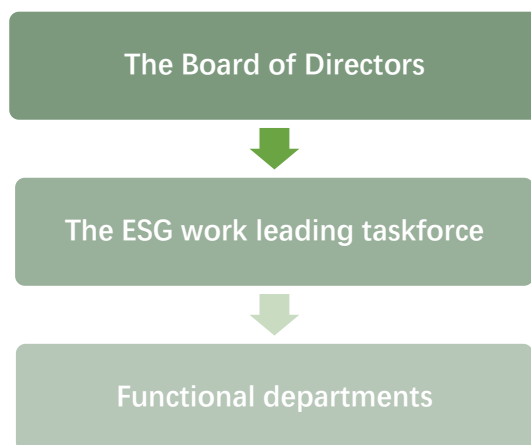 The Board of Directors
The ESG work leading taskforce
Functional departments